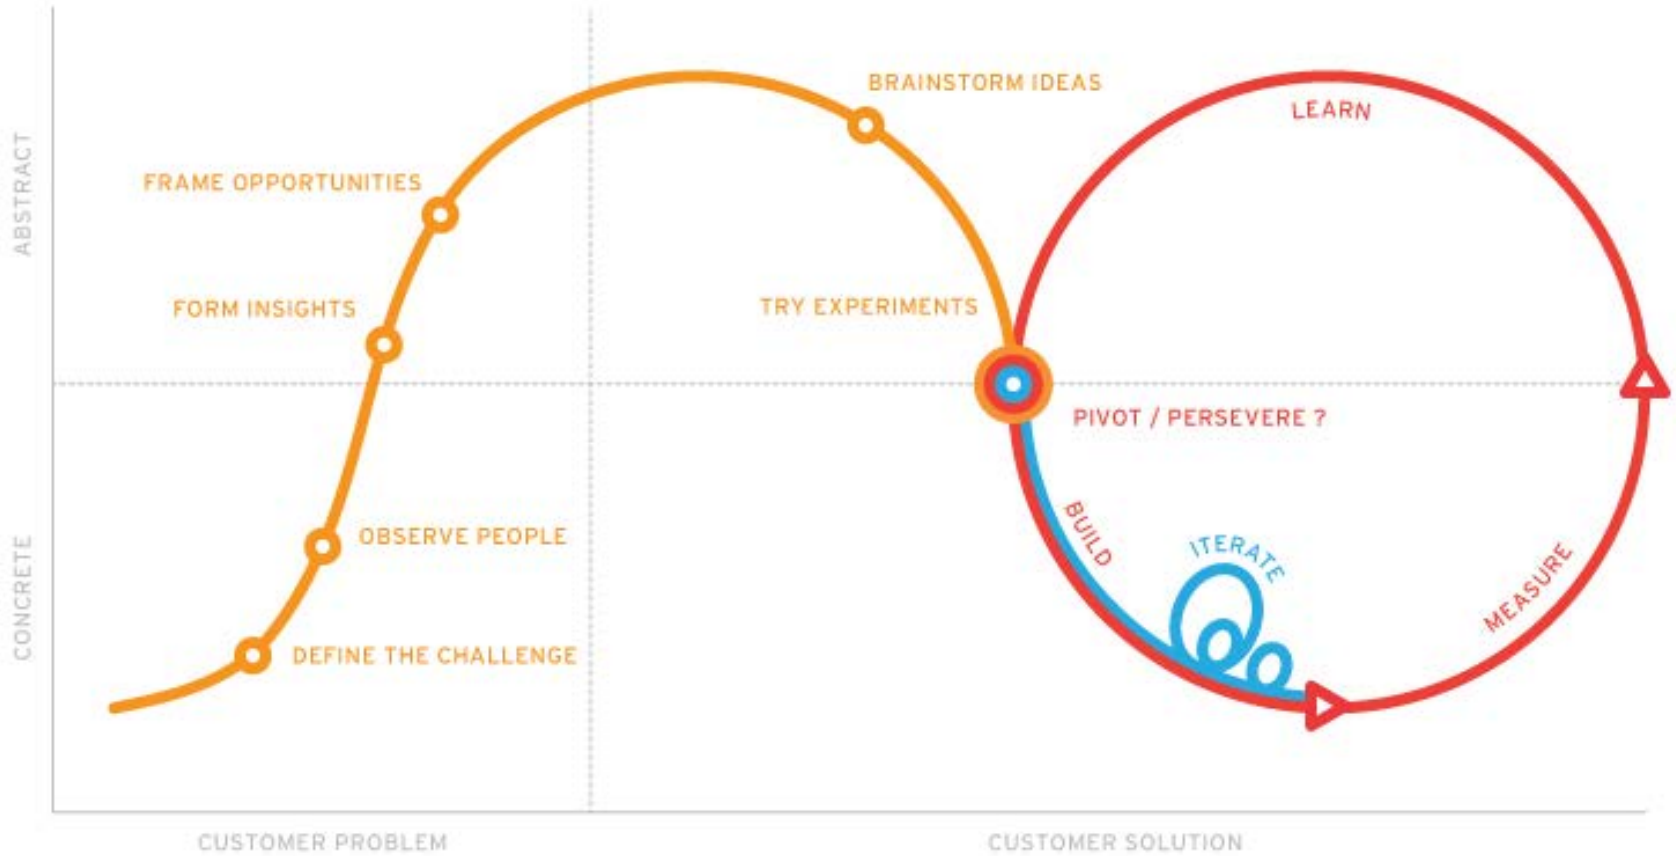 BRAINSTORM IDEAS
LEARN
ABSTRACT
FRAME OPPORTUNITIES
FORM INSIGHTS
TRY EXPERIMENTS
PIVOT / PERSEVERE ?
OBSERVE PEOPLE
BUILD
ITERATE
MEASURE
CONCRETE
DEFINE THE CHALLENGE
CUSTOMER PROBLEM
CUSTOMER SOLUTION